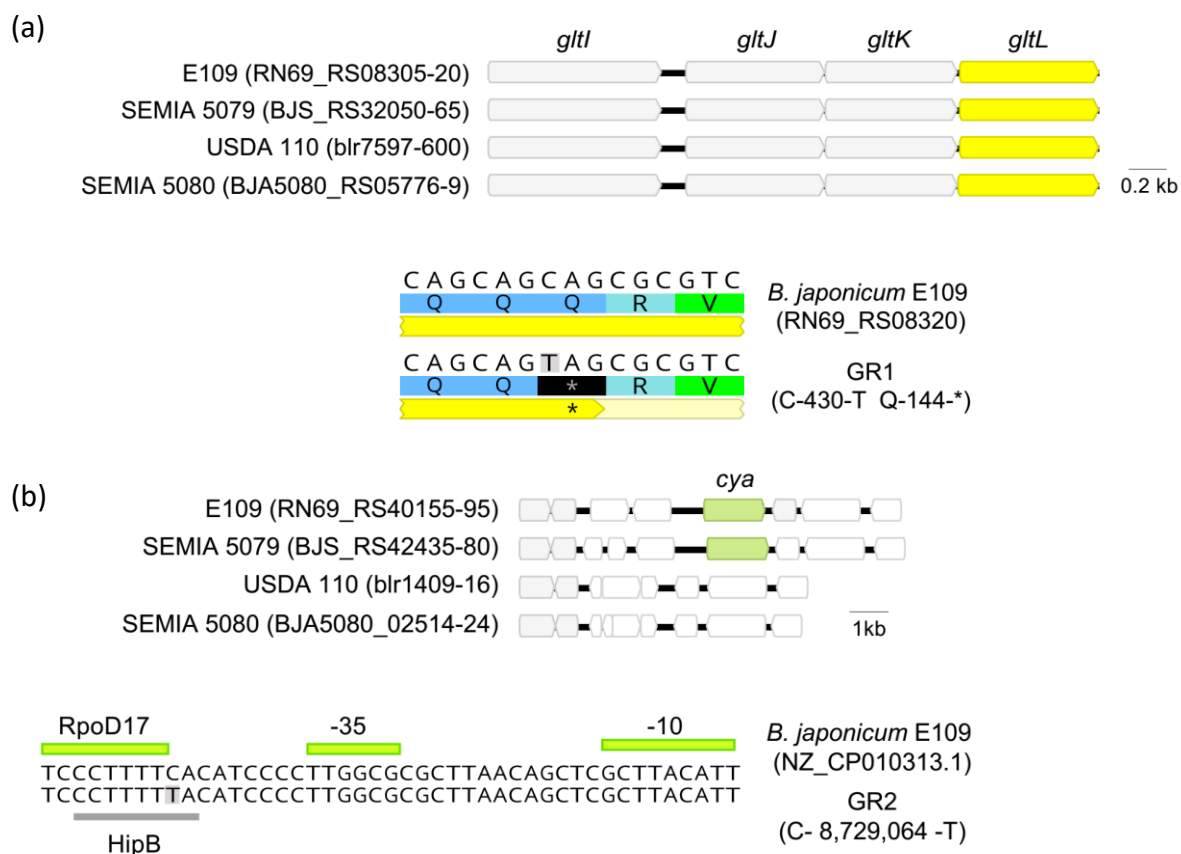 (a)
gltI gltJ gltK gltL
E109 (RN69_RS08305-20)
SEMIA 5079 (BJS_RS32050-65)
USDA 110 (blr7597-600)
SEMIA 5080 (BJA5080_RS05776-9)
0.2 kb
C A G C A G C A G C G C G T C
Q Q Q R V
B. japonicum E109
(RN69_RS08320)
C A G C A G T A G C G C G T C
Q Q * R V
*
GR1
(C-430-T Q-144-*)
(b)
cya
E109 (RN69_RS40155-95)
SEMIA 5079 (BJS_RS42435-80)
USDA 110 (blr1409-16)
SEMIA 5080 (BJA5080_02514-24)
1kb
RpoD17 -35 -10
TCCCTTTTCACATCCCCTTGGCGCGCTTAACAGCTCGCTTACATT
TCCCTTTTTACATCCCCTTGGCGCGCTTAACAGCTCGCTTACATT
HipB
B. japonicum E109
(NZ_CP010313.1)
GR2
(C- 8,729,064 -T)